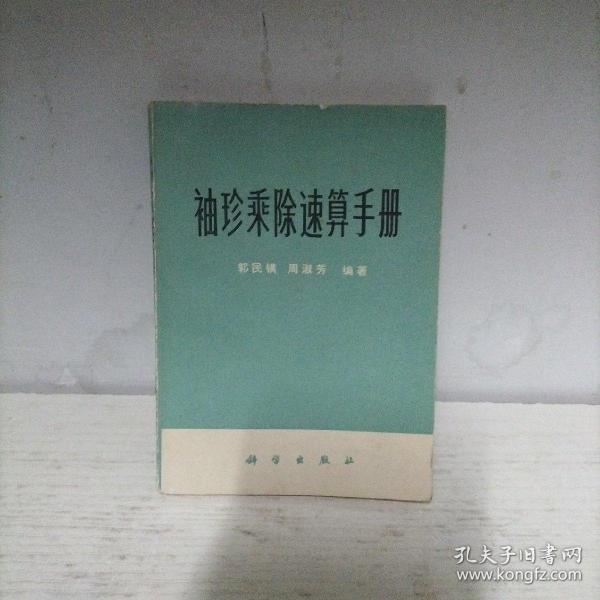 袖珍乘除速算手册
郭民镤 周淑芳 编著
科学出版社
孔夫子旧书网
www.kongfz.com